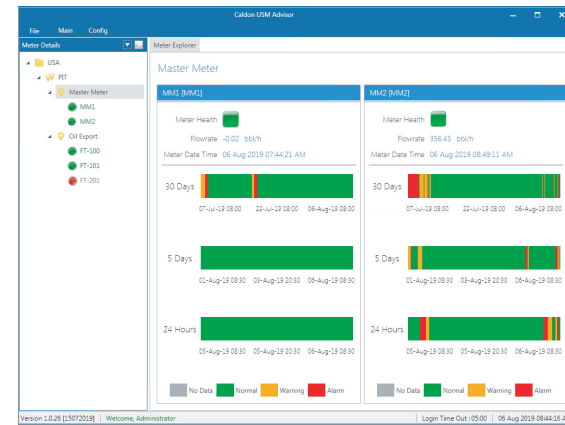 Caldon USM Advisor
File Main Config
Meter Details
Meter Explorer
USA
PIT
Master Meter
MM1
MM2
Oil Export
FT-100
FT-101
FT-201
Master Meter
MM1 [MM1]
Meter Health
Flowrate -0.02 bbl/h
Meter Date Time 06 Aug 2019 07:44:21 AM
30 Days
07-Jul-19 08:00 22-Jul-19 08:00 06-Aug-19 08:00
5 Days
01-Aug-19 08:30 03-Aug-19 20:30 06-Aug-19 08:30
24 Hours
05-Aug-19 08:30 05-Aug-19 20:30 06-Aug-19 08:30
No Data Normal Warning Alarm
MM2 [MM2]
Meter Health
Flowrate 356.45 bbl/h
Meter Date Time 06 Aug 2019 08:49:11 AM
30 Days
07-Jul-19 08:00 22-Jul-19 08:00 06-Aug-19 08:00
5 Days
01-Aug-19 08:30 03-Aug-19 20:30 06-Aug-19 08:30
24 Hours
05-Aug-19 08:30 05-Aug-19 20:30 06-Aug-19 08:30
No Data Normal Warning Alarm
Version 1.0.26 [15072019] Welcome, Administrator Login Time Out : 05:00 06 Aug 2019 08:44:16 A